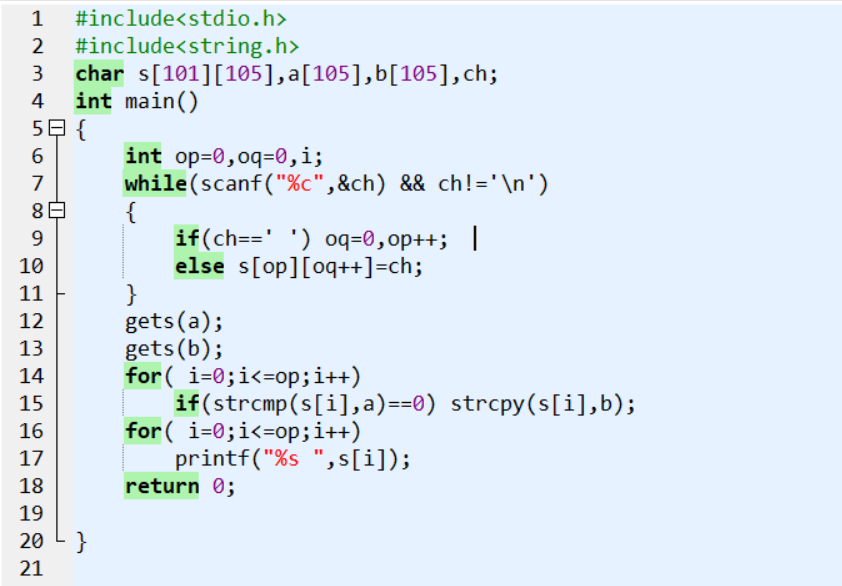 1 #include<stdio.h>
2 #include<string.h>
3 char s[101][105],a[105],b[105],ch;
4 int main()
5 {
6 int op=0,oq=0,i;
7 while(scanf("%c",&ch) && ch!='\n')
8 {
9 if(ch==' ') oq=0,op++;
10 else s[op][oq++]=ch;
11 }
12 gets(a);
13 gets(b);
14 for( i=0;i<=op;i++)
15 if(strcmp(s[i],a)==0) strcpy(s[i],b);
16 for( i=0;i<=op;i++)
17 printf("%s ",s[i]);
18 return 0;
19
20 }
21